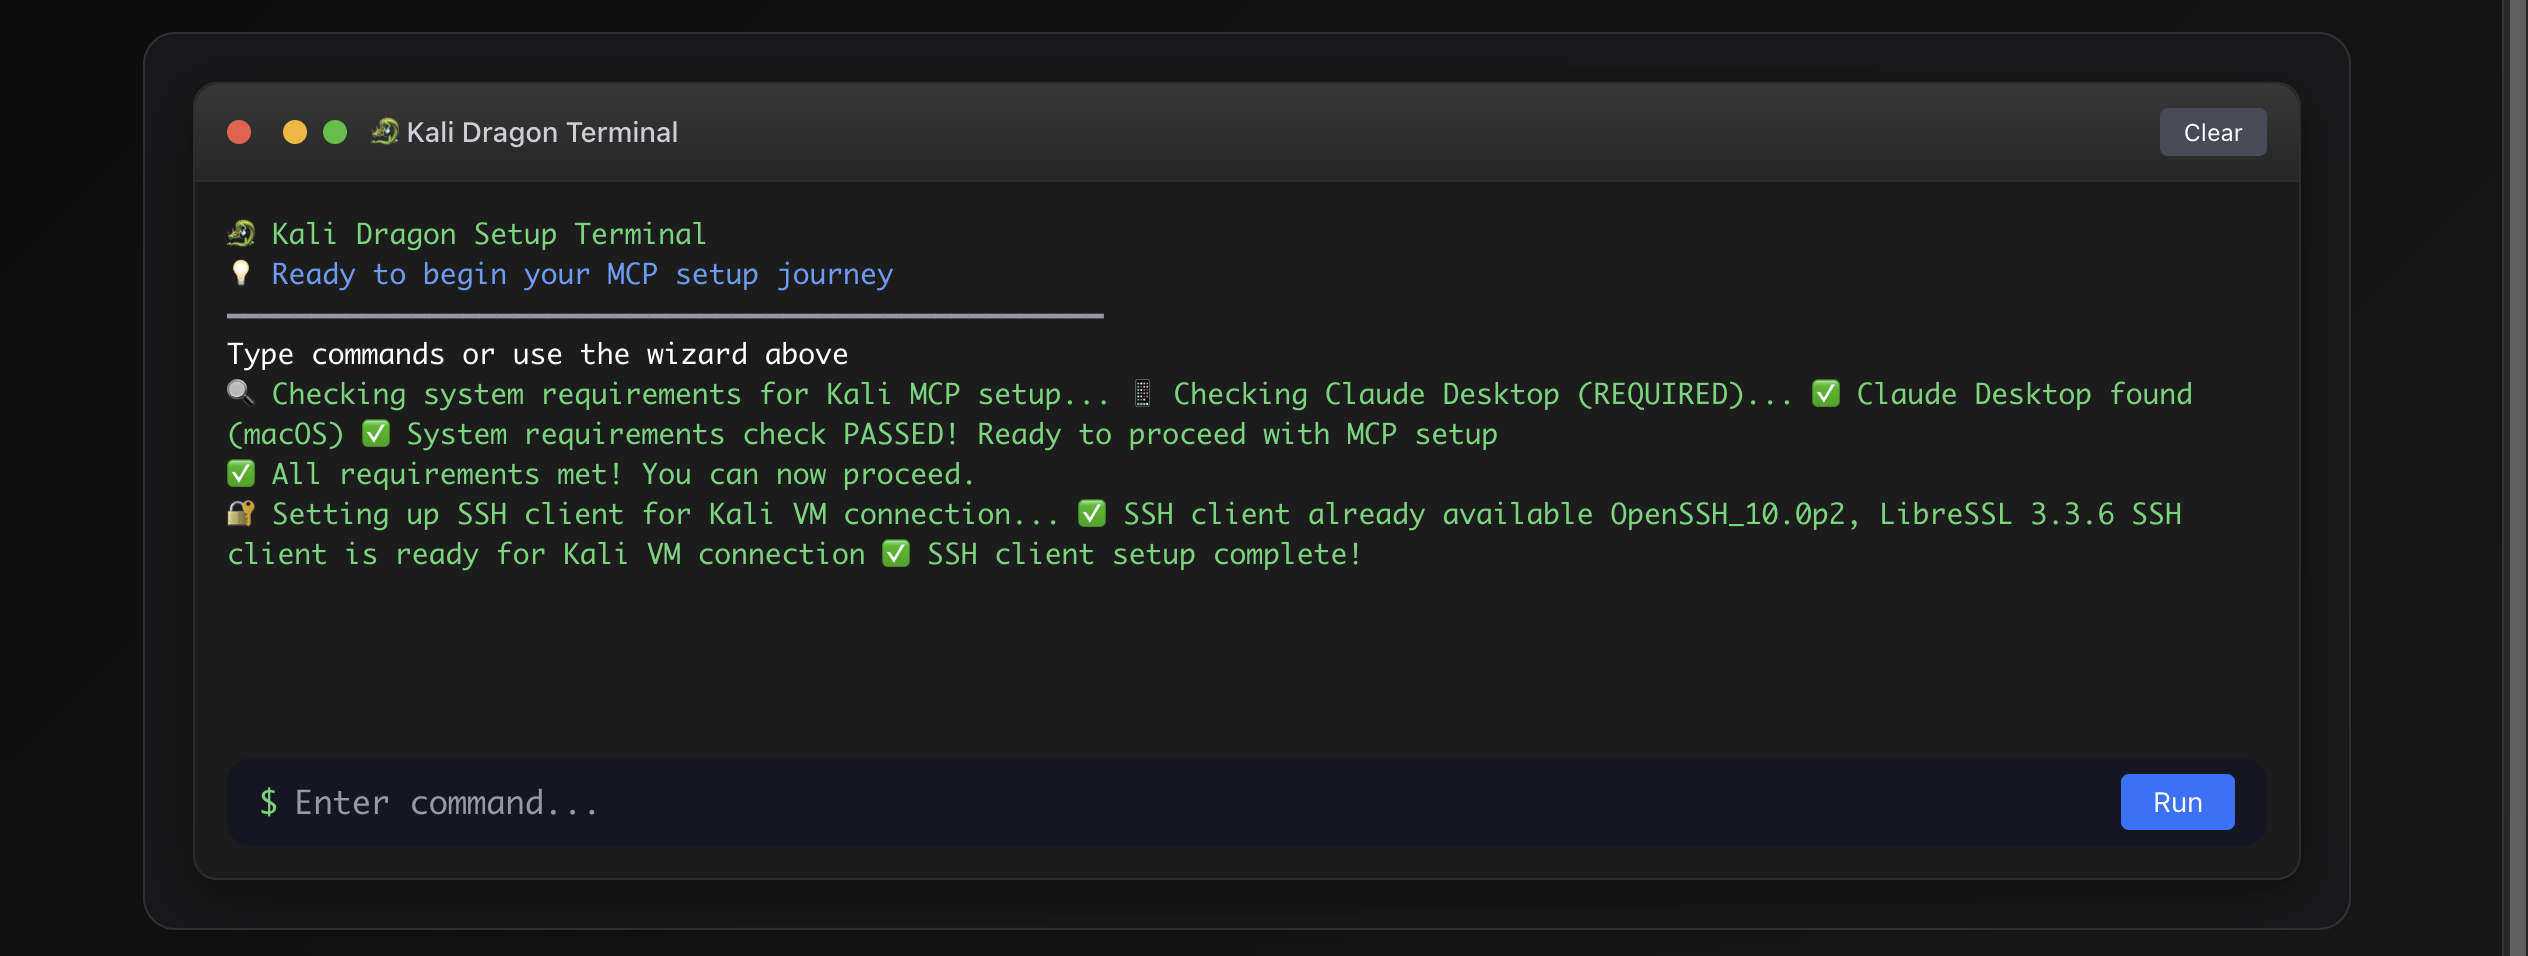 🐉 Kali Dragon Terminal
Clear
🐉 Kali Dragon Setup Terminal
💡 Ready to begin your MCP setup journey
Type commands or use the wizard above
🔍 Checking system requirements for Kali MCP setup... 📱 Checking Claude Desktop (REQUIRED)... ✅ Claude Desktop found
(macOS) ✅ System requirements check PASSED! Ready to proceed with MCP setup
✅ All requirements met! You can now proceed.
🔐 Setting up SSH client for Kali VM connection... ✅ SSH client already available OpenSSH_10.0p2, LibreSSL 3.3.6 SSH
client is ready for Kali VM connection ✅ SSH client setup complete!
$ Enter command...
Run